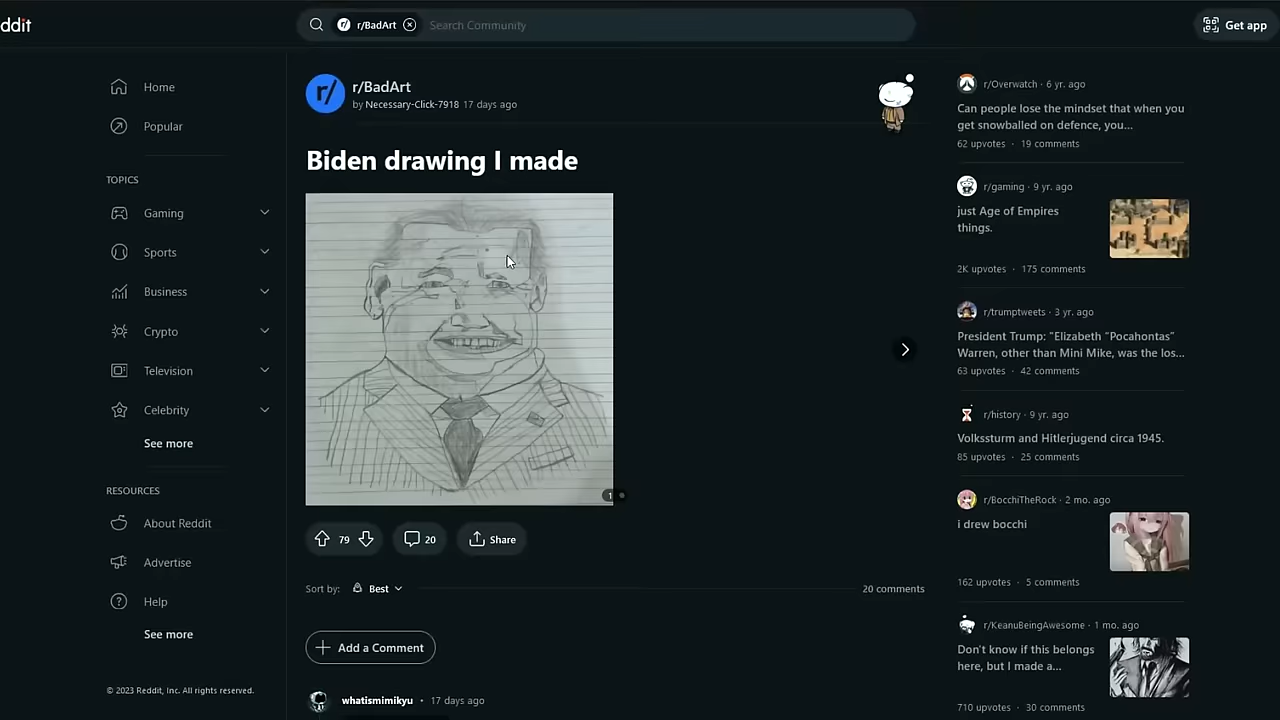 ddit
r/BadArt
Search Community
Get app
Home
Popular
TOPICS
Gaming
Sports
Business
Crypto
Television
Celebrity
See more
RESOURCES
About Reddit
Advertise
Help
See more
© 2023 Reddit, Inc. All rights reserved.
r/
r/BadArt
by Necessary-Click-7918 17 days ago
Biden drawing I made
1
79
20
Share
Sort by:
Best
20 comments
Add a Comment
whatismimikyu • 17 days ago
r/Overwatch · 6 yr. ago
Can people lose the mindset that when you
get snowballed on defence, you...
62 upvotes · 19 comments
r/gaming · 9 yr. ago
just Age of Empires
things.
2K upvotes · 175 comments
r/trumptweets · 3 yr. ago
President Trump: "Elizabeth "Pocahontas"
Warren, other than Mini Mike, was the los...
63 upvotes · 42 comments
r/history · 9 yr. ago
Volkssturm and Hitlerjugend circa 1945.
85 upvotes · 25 comments
r/BocchiTheRock · 2 mo. ago
i drew bocchi
162 upvotes · 5 comments
r/KeanuBeingAwesome · 1 mo. ago
Don't know if this belongs
here, but I made a...
710 upvotes · 30 comments